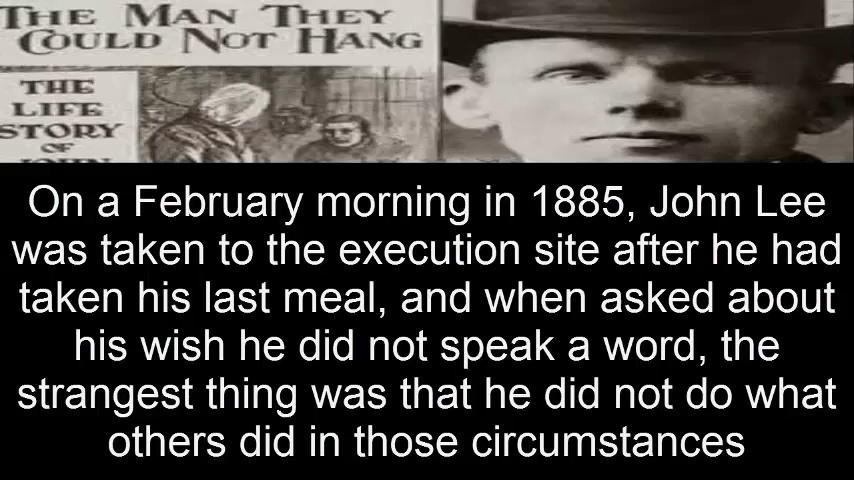 THE MAN THEY
COULD NOT HANG
THE
LIFE
STORY
OF
JOHN
On a February morning in 1885, John Lee
was taken to the execution site after he had
taken his last meal, and when asked about
his wish he did not speak a word, the
strangest thing was that he did not do what
others did in those circumstances